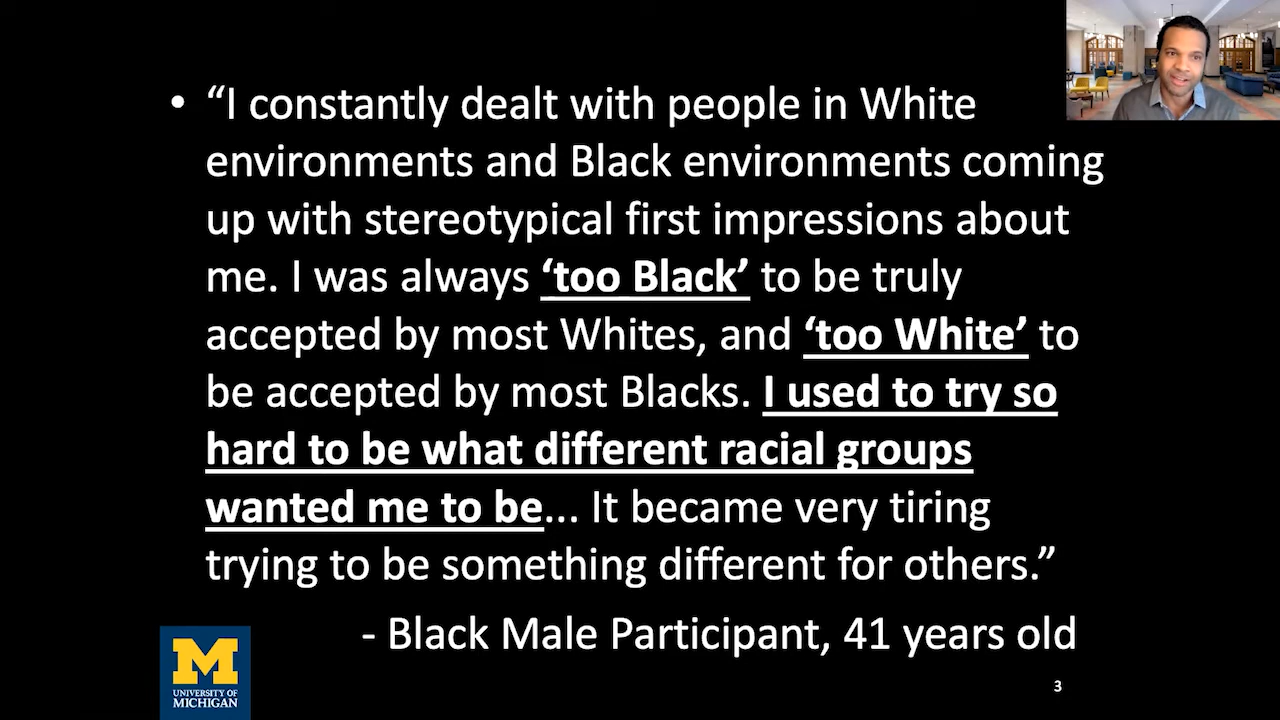 • “I constantly dealt with people in White
environments and Black environments coming
up with stereotypical first impressions about
me. I was always ‘too Black’ to be truly
accepted by most Whites, and ‘too White’ to
be accepted by most Blacks. I used to try so
hard to be what different racial groups
wanted me to be... It became very tiring
trying to be something different for others.”
- Black Male Participant, 41 years old
M
UNIVERSITY OF
MICHIGAN
3